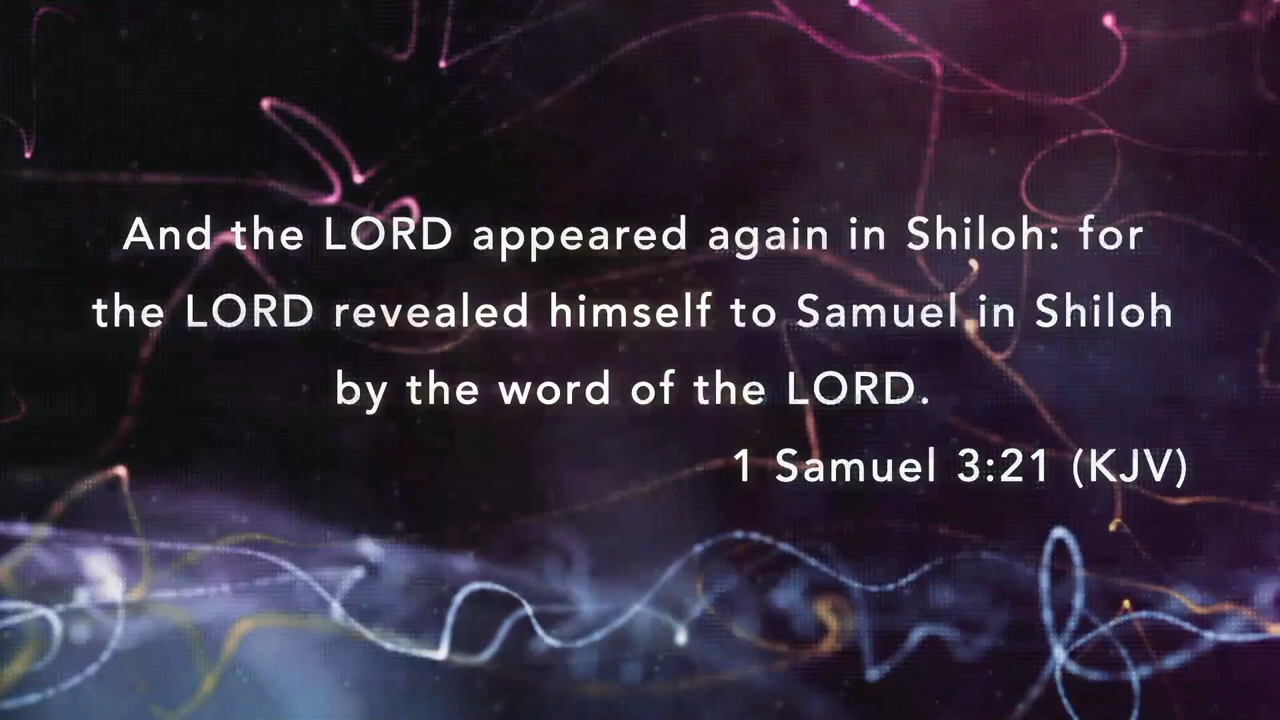 And the LORD appeared again in Shiloh: for
the LORD revealed himself to Samuel in Shiloh
by the word of the LORD.
1 Samuel 3:21 (KJV)